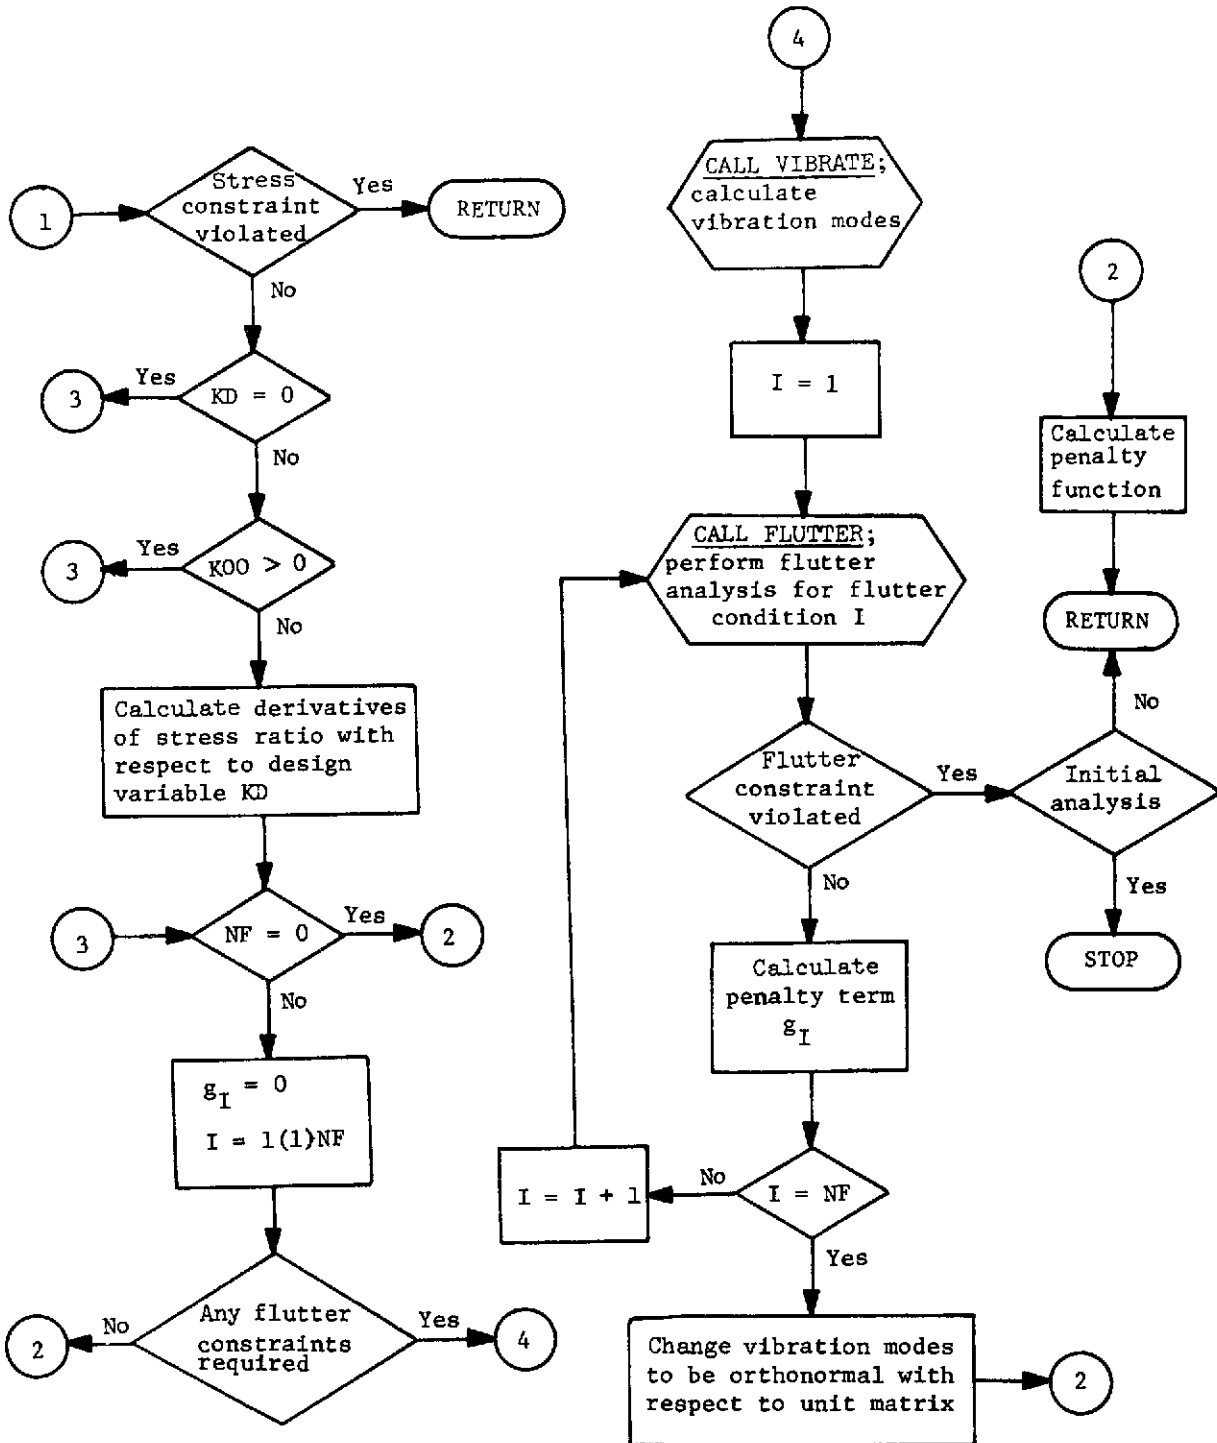 1
Stress
constraint
violated
Yes
RETURN
No
KD = 0
Yes
3
No
KOO > 0
Yes
3
No
Calculate derivatives
of stress ratio with
respect to design
variable KD
3
NF = 0
Yes
2
No
g_I = 0
I = 1(1)NF
Any flutter
constraints
required
No
2
Yes
4
4
CALL VIBRATE;
calculate
vibration modes
I = 1
CALL FLUTTER;
perform flutter
analysis for flutter
condition I
Flutter
constraint
violated
Yes
No
Calculate
penalty term
g_I
I = NF
No
I = I + 1
Yes
Change vibration modes
to be orthonormal with
respect to unit matrix
2
2
Calculate
penalty
function
RETURN
No
Initial
analysis
Yes
STOP